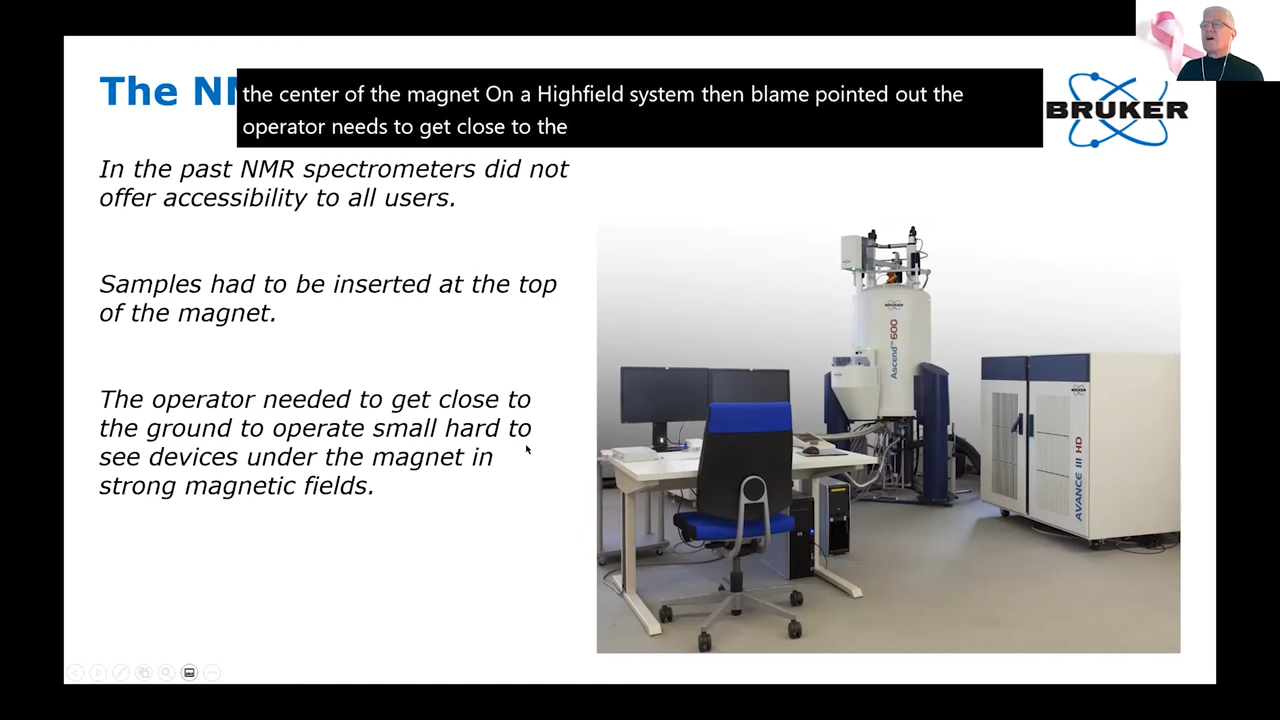 The N
the center of the magnet On a Highfield system then blame pointed out the
operator needs to get close to the
BRUKER
In the past NMR spectrometers did not
offer accessibility to all users.
Samples had to be inserted at the top
of the magnet.
The operator needed to get close to
the ground to operate small hard to
see devices under the magnet in
strong magnetic fields.
BRUKER
Ascend™ 600
BRUKER
AVANCE III HD